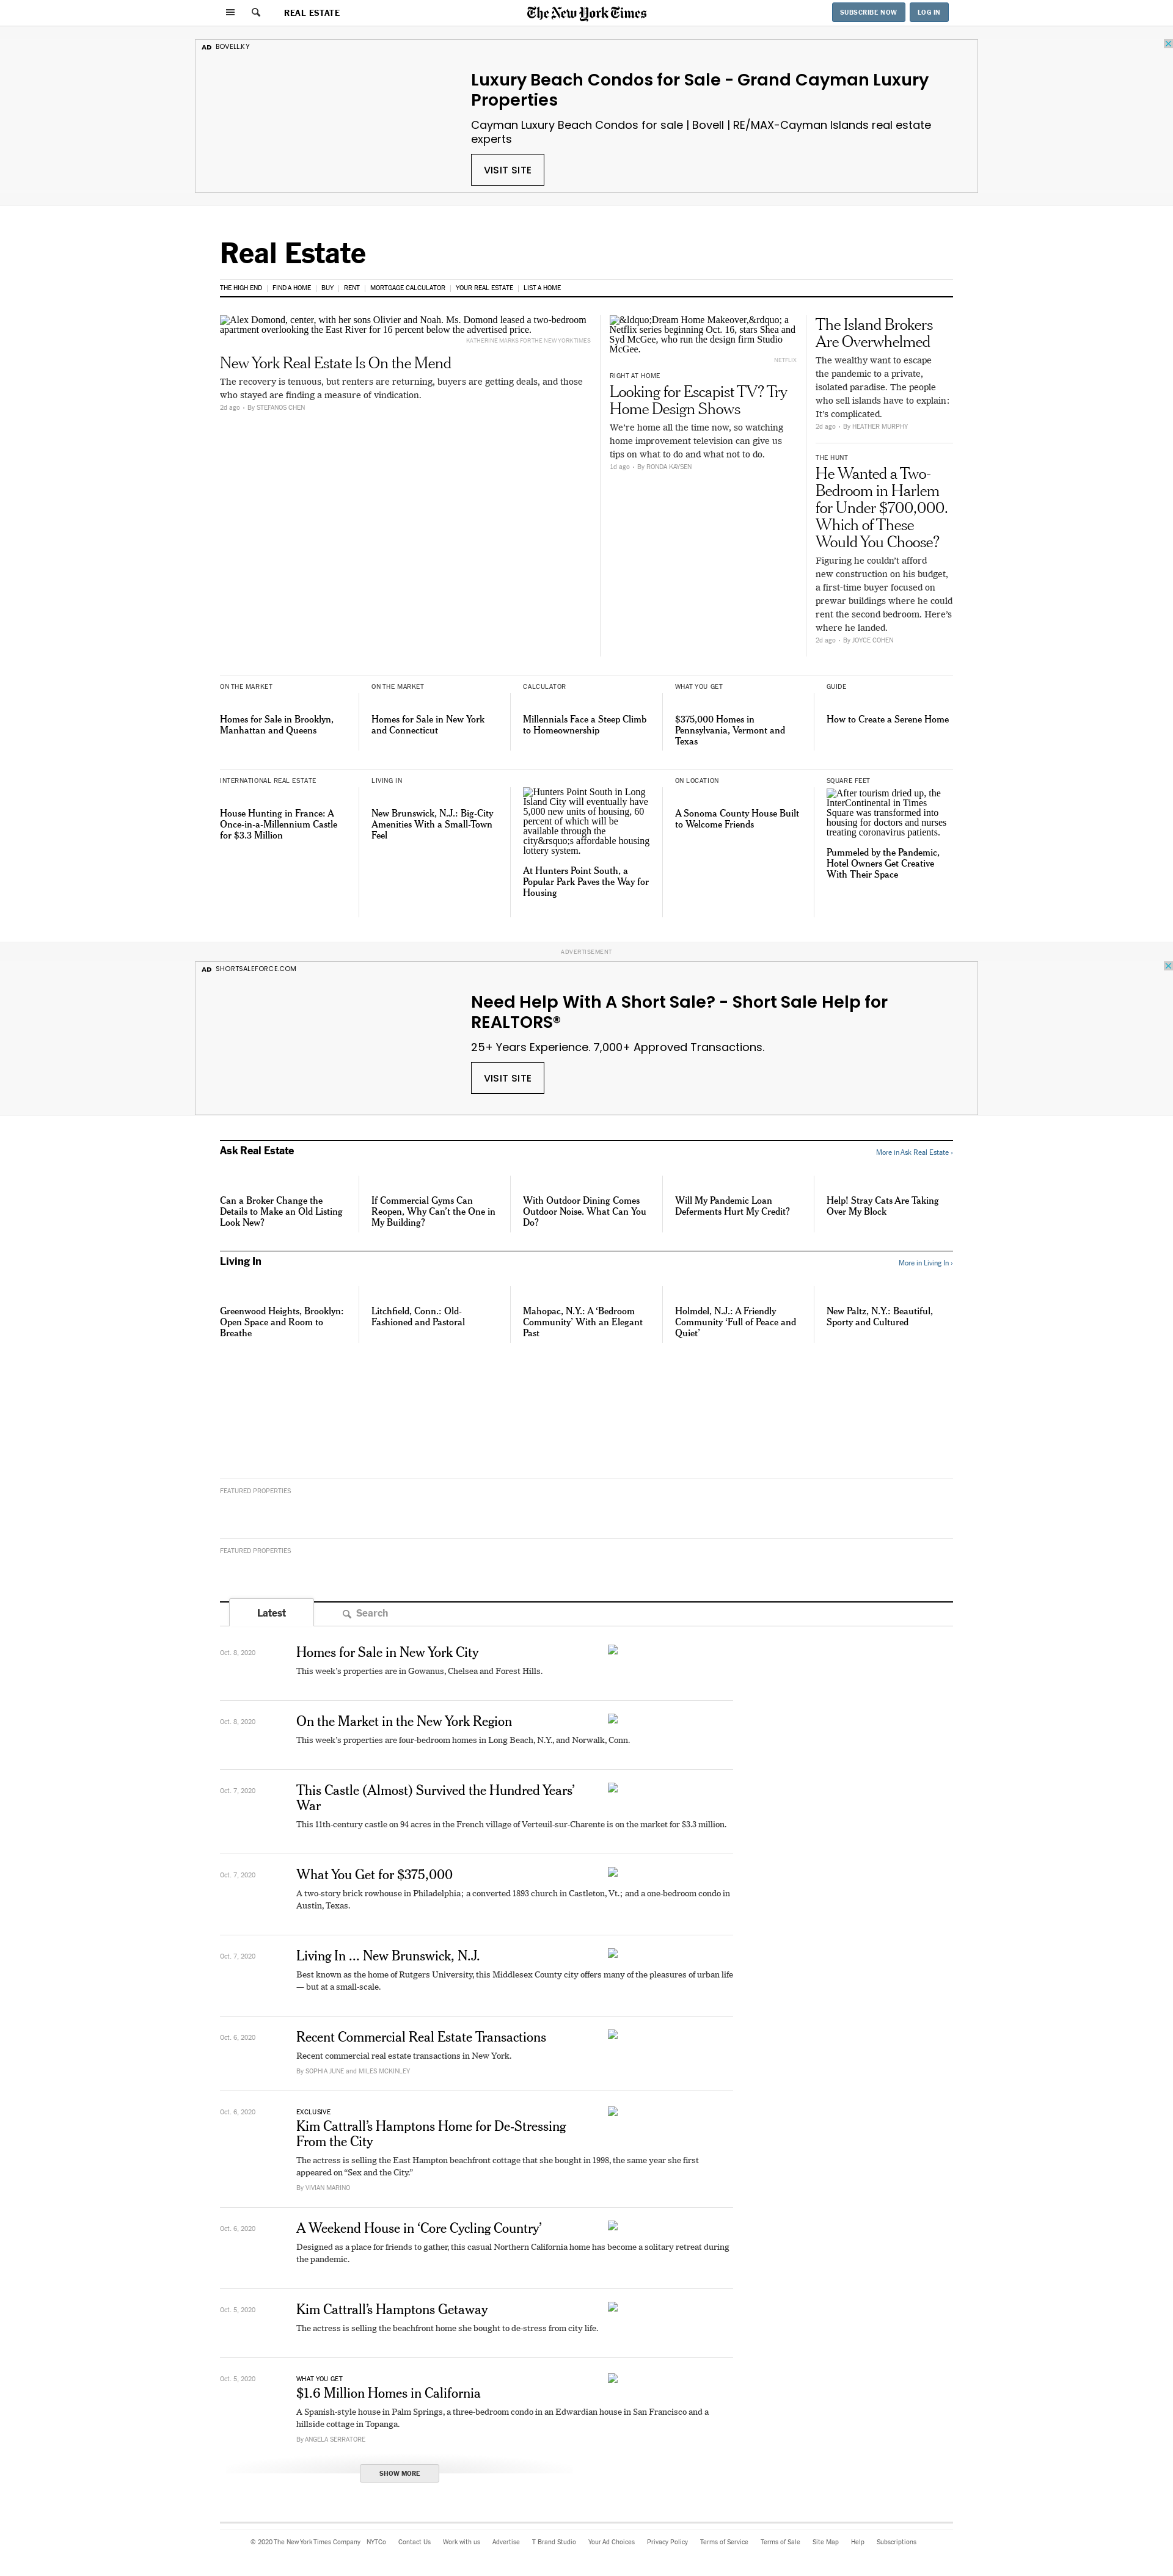 REAL ESTATE
The New York Times
SUBSCRIBE NOW
LOG IN
AD BOVELL.KY
Luxury Beach Condos for Sale - Grand Cayman Luxury
Properties
Cayman Luxury Beach Condos for sale | Bovell | RE/MAX-Cayman Islands real estate
experts
VISIT SITE
Real Estate
THE HIGH END | FIND A HOME | BUY | RENT | MORTGAGE CALCULATOR | YOUR REAL ESTATE | LIST A HOME
Alex Domond, center, with her sons Olivier and Noah. Ms. Domond leased a two-bedroom
apartment overlooking the East River for 16 percent below the advertised price.
KATHERINE MARKS FOR THE NEW YORK TIMES
New York Real Estate Is On the Mend
The recovery is tenuous, but renters are returning, buyers are getting deals, and those
who stayed are finding a measure of vindication.
2d ago • By STEFANOS CHEN
&ldquo;Dream Home Makeover,&rdquo; a
Netflix series beginning Oct. 16, stars Shea and
Syd McGee, who run the design firm Studio
McGee.
NETFLIX
RIGHT AT HOME
Looking for Escapist TV? Try
Home Design Shows
We're home all the time now, so watching
home improvement television can give us
tips on what to do and what not to do.
1d ago • By RONDA KAYSEN
The Island Brokers
Are Overwhelmed
The wealthy want to escape
the pandemic to a private,
isolated paradise. The people
who sell islands have to explain:
It’s complicated.
2d ago • By HEATHER MURPHY
THE HUNT
He Wanted a Two-
Bedroom in Harlem
for Under $700,000.
Which of These
Would You Choose?
Figuring he couldn’t afford
new construction on his budget,
a first-time buyer focused on
prewar buildings where he could
rent the second bedroom. Here’s
where he landed.
2d ago • By JOYCE COHEN
ON THE MARKET
Homes for Sale in Brooklyn,
Manhattan and Queens
ON THE MARKET
Homes for Sale in New York
and Connecticut
CALCULATOR
Millennials Face a Steep Climb
to Homeownership
WHAT YOU GET
$375,000 Homes in
Pennsylvania, Vermont and
Texas
GUIDE
How to Create a Serene Home
INTERNATIONAL REAL ESTATE
House Hunting in France: A
Once-in-a-Millennium Castle
for $3.3 Million
LIVING IN
New Brunswick, N.J.: Big-City
Amenities With a Small-Town
Feel
Hunters Point South in Long
Island City will eventually have
5,000 new units of housing, 60
percent of which will be
available through the
city&rsquo;s affordable housing
lottery system.
At Hunters Point South, a
Popular Park Paves the Way for
Housing
ON LOCATION
A Sonoma County House Built
to Welcome Friends
SQUARE FEET
After tourism dried up, the
InterContinental in Times
Square was transformed into
housing for doctors and nurses
treating coronavirus patients.
Pummeled by the Pandemic,
Hotel Owners Get Creative
With Their Space
ADVERTISEMENT
AD SHORTSALEFORCE.COM
Need Help With A Short Sale? - Short Sale Help for
REALTORS®
25+ Years Experience. 7,000+ Approved Transactions.
VISIT SITE
Ask Real Estate
More in Ask Real Estate ›
Can a Broker Change the
Details to Make an Old Listing
Look New?
If Commercial Gyms Can
Reopen, Why Can’t the One in
My Building?
With Outdoor Dining Comes
Outdoor Noise. What Can You
Do?
Will My Pandemic Loan
Deferments Hurt My Credit?
Help! Stray Cats Are Taking
Over My Block
Living In
More in Living In ›
Greenwood Heights, Brooklyn:
Open Space and Room to
Breathe
Litchfield, Conn.: Old-
Fashioned and Pastoral
Mahopac, N.Y.: A ‘Bedroom
Community’ With an Elegant
Past
Holmdel, N.J.: A Friendly
Community ‘Full of Peace and
Quiet’
New Paltz, N.Y.: Beautiful,
Sporty and Cultured
FEATURED PROPERTIES
FEATURED PROPERTIES
Latest
Search
Oct. 8, 2020
Homes for Sale in New York City
This week’s properties are in Gowanus, Chelsea and Forest Hills.
Oct. 8, 2020
On the Market in the New York Region
This week’s properties are four-bedroom homes in Long Beach, N.Y., and Norwalk, Conn.
Oct. 7, 2020
This Castle (Almost) Survived the Hundred Years’
War
This 11th-century castle on 94 acres in the French village of Verteuil-sur-Charente is on the market for $3.3 million.
Oct. 7, 2020
What You Get for $375,000
A two-story brick rowhouse in Philadelphia; a converted 1893 church in Castleton, Vt.; and a one-bedroom condo in
Austin, Texas.
Oct. 7, 2020
Living In ... New Brunswick, N.J.
Best known as the home of Rutgers University, this Middlesex County city offers many of the pleasures of urban life
— but at a small-scale.
Oct. 6, 2020
Recent Commercial Real Estate Transactions
Recent commercial real estate transactions in New York.
By SOPHIA JUNE and MILES MCKINLEY
Oct. 6, 2020
EXCLUSIVE
Kim Cattrall’s Hamptons Home for De-Stressing
From the City
The actress is selling the East Hampton beachfront cottage that she bought in 1998, the same year she first
appeared on “Sex and the City.”
By VIVIAN MARINO
Oct. 6, 2020
A Weekend House in ‘Core Cycling Country’
Designed as a place for friends to gather, this casual Northern California home has become a solitary retreat during
the pandemic.
Oct. 5, 2020
Kim Cattrall’s Hamptons Getaway
The actress is selling the beachfront home she bought to de-stress from city life.
Oct. 5, 2020
WHAT YOU GET
$1.6 Million Homes in California
A Spanish-style house in Palm Springs, a three-bedroom condo in an Edwardian house in San Francisco and a
hillside cottage in Topanga.
By ANGELA SERRATORE
SHOW MORE
© 2020 The New York Times Company NYTCo Contact Us Work with us Advertise T Brand Studio Your Ad Choices Privacy Policy Terms of Service Terms of Sale Site Map Help Subscriptions